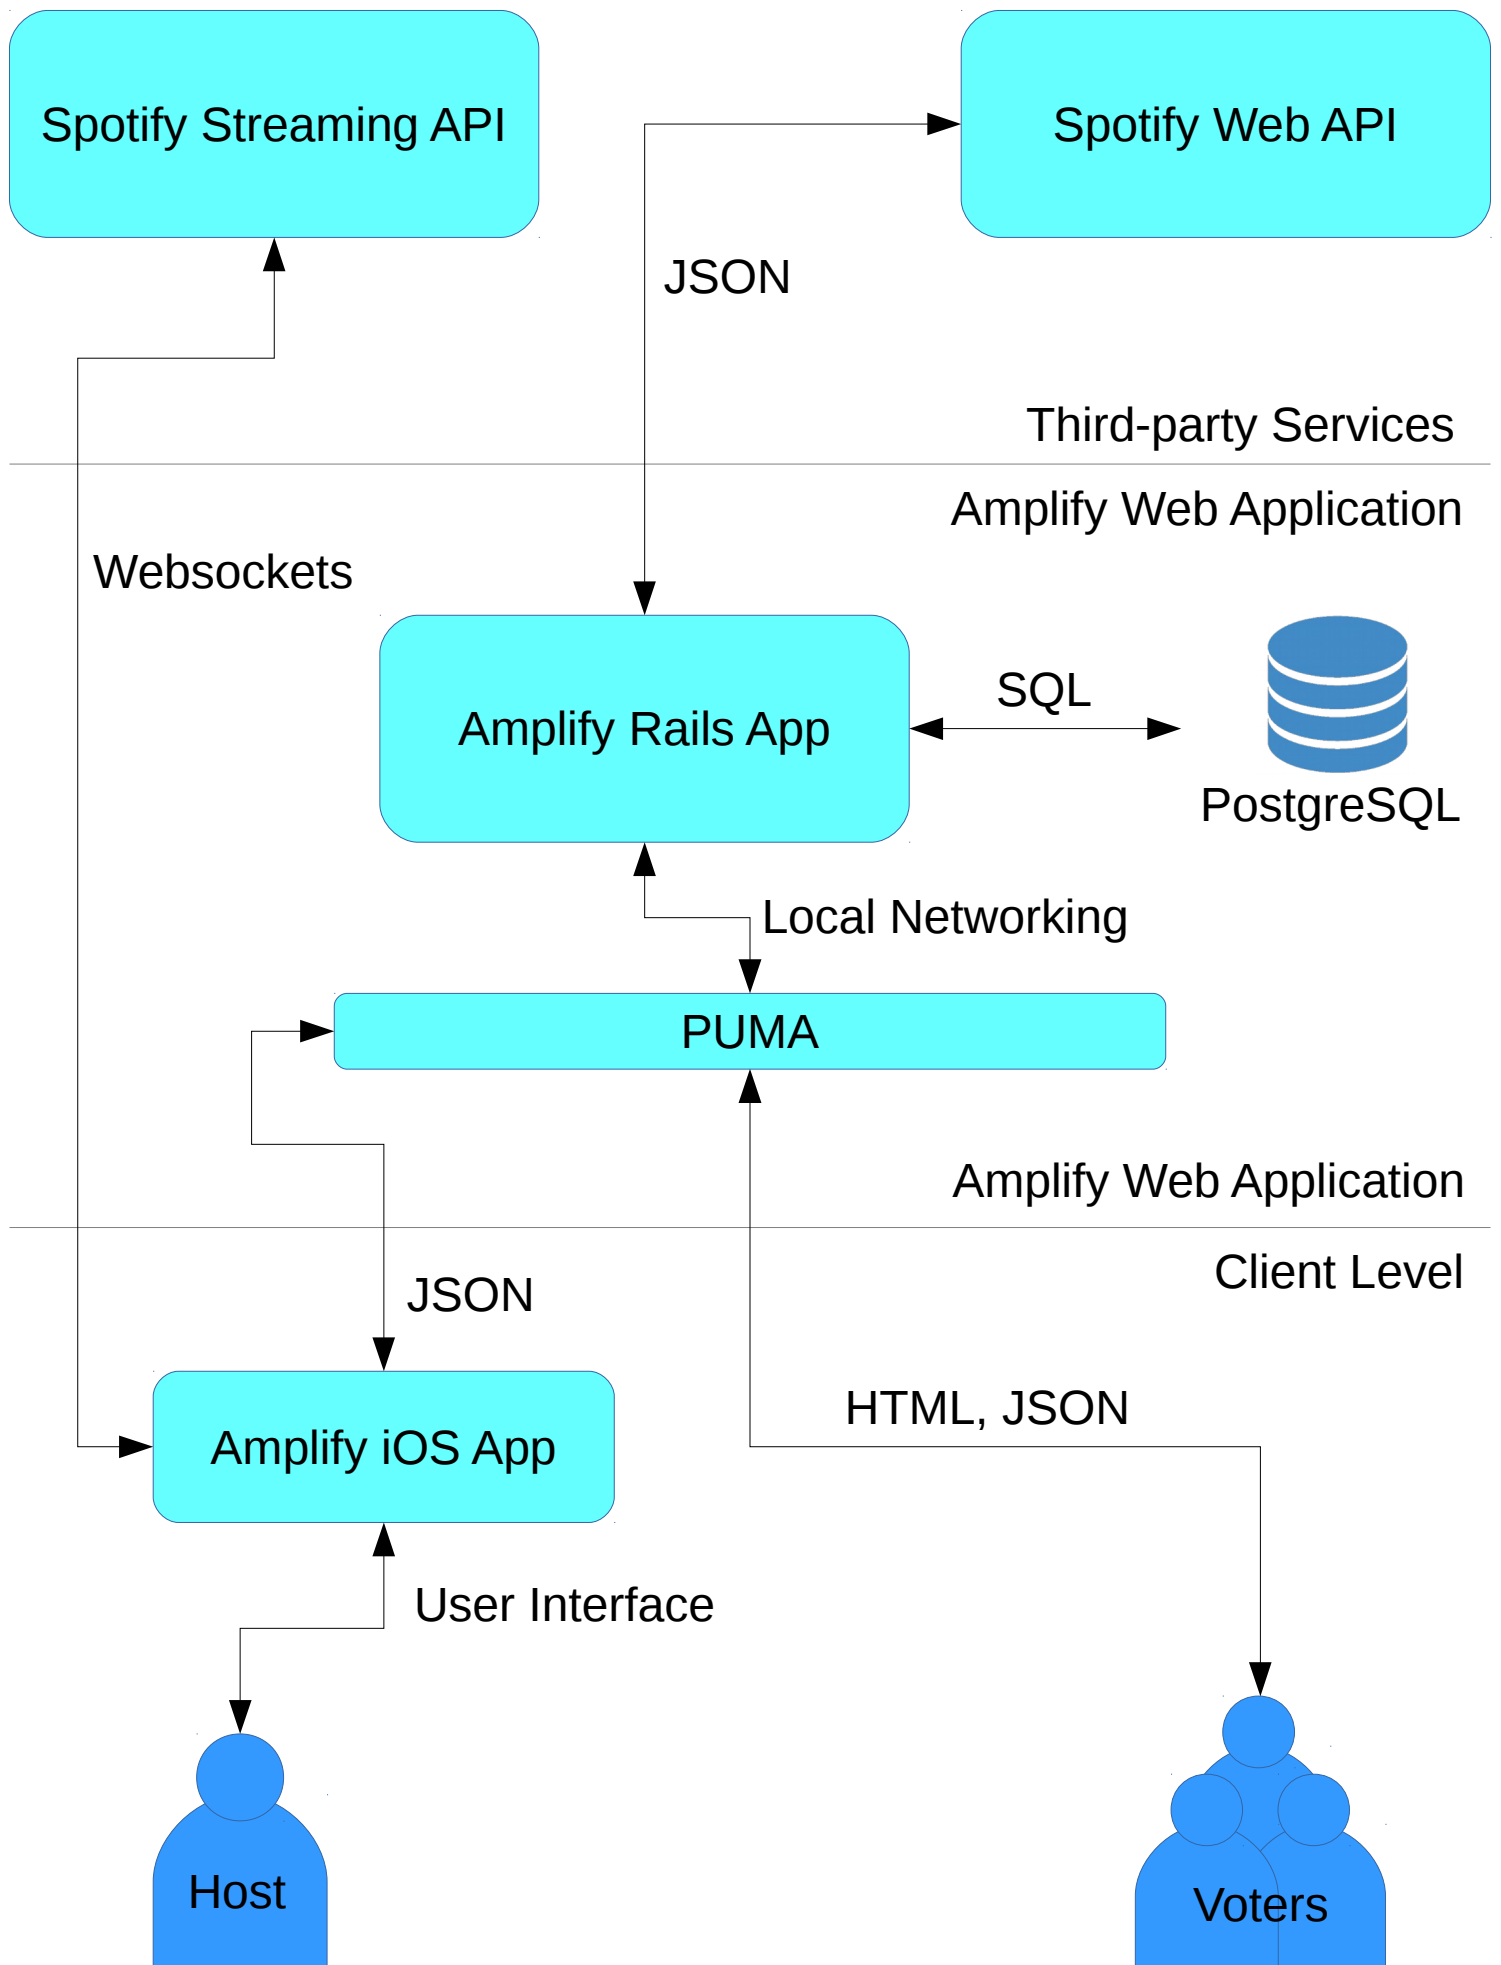 Spotify Streaming API
Spotify Web API
JSON
Third-party Services
Amplify Web Application
Websockets
SQL
Amplify Rails App
PostgreSQL
Local Networking
PUMA
Amplify Web Application
Client Level
JSON
HTML, JSON
Amplify iOS App
User Interface
Host
Voters